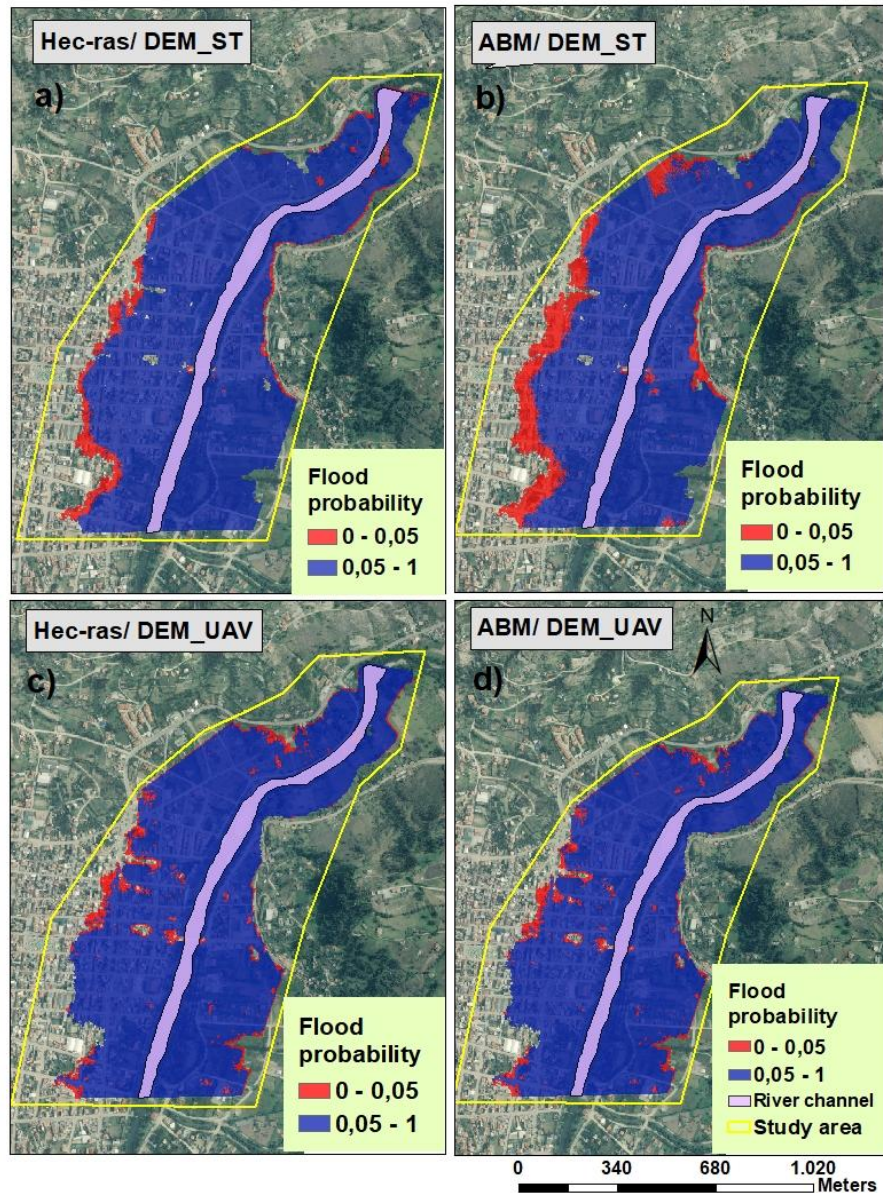 Hec-ras/ DEM_ST
a)
Flood
probability
0 - 0,05
0,05 - 1
ABM/ DEM_ST
b)
Flood
probability
0 - 0,05
0,05 - 1
Hec-ras/ DEM_UAV
c)
Flood
probability
0 - 0,05
0,05 - 1
ABM/ DEM_UAV
N
d)
Flood
probability
0 - 0,05
0,05 - 1
River channel
Study area
0 340 680 1.020
Meters